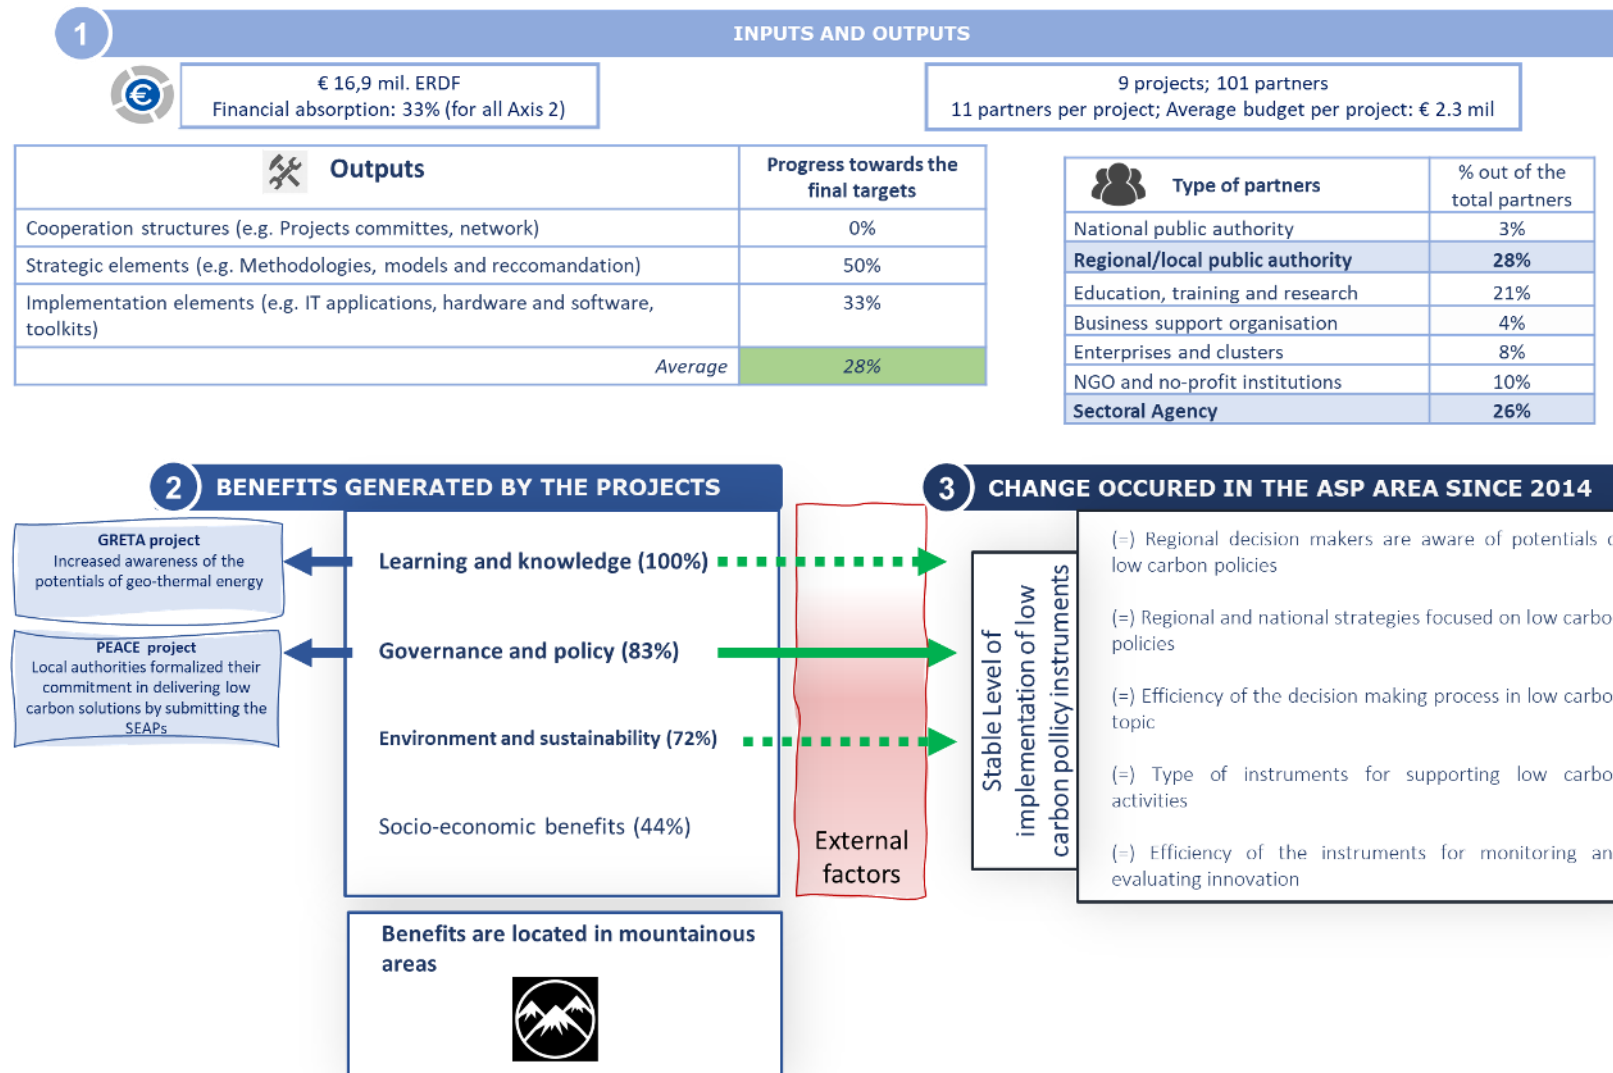 1
INPUTS AND OUTPUTS
€ 16,9 mil. ERDF
Financial absorption: 33% (for all Axis 2)
9 projects; 101 partners
11 partners per project; Average budget per project: € 2.3 mil
Outputs
Progress towards the
final targets
Cooperation structures (e.g. Projects committes, network)
0%
Strategic elements (e.g. Methodologies, models and reccomandation)
50%
Implementation elements (e.g. IT applications, hardware and software,
toolkits)
33%
Average
28%
Type of partners
% out of the
total partners
National public authority
3%
Regional/local public authority
28%
Education, training and research
21%
Business support organisation
4%
Enterprises and clusters
8%
NGO and no-profit institutions
10%
Sectoral Agency
26%
2
BENEFITS GENERATED BY THE PROJECTS
GRETA project
Increased awareness of the
potentials of geo-thermal energy
PEACE project
Local authorities formalized their
commitment in delivering low
carbon solutions by submitting the
SEAPs
Learning and knowledge (100%)
Governance and policy (83%)
Environment and sustainability (72%)
Socio-economic benefits (44%)
Benefits are located in mountainous
areas
External
factors
3
CHANGE OCCURED IN THE ASP AREA SINCE 2014
Stable Level of
implementation of low
carbon pollicy instruments
(=) Regional decision makers are aware of potentials
low carbon policies
(=) Regional and national strategies focused on low carbo
policies
(=) Efficiency of the decision making process in low carbo
topic
(=) Type of instruments for supporting low carbo
activities
(=) Efficiency of the instruments for monitoring an
evaluating innovation